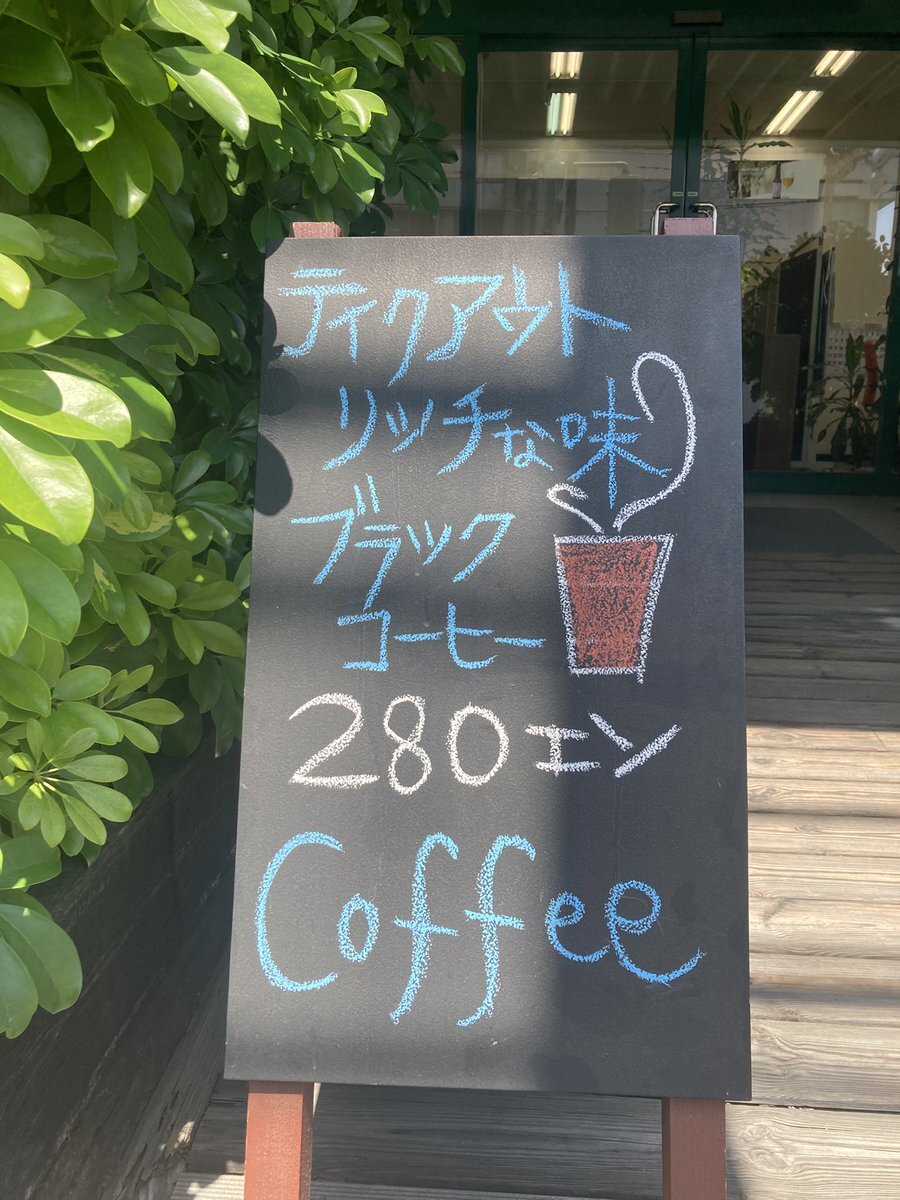 テイクアウト
リッチな味
ブラック
コーヒー
280エン
Coffee